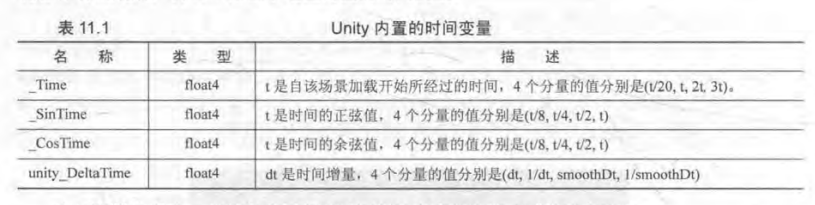 表 11.1 Unity 内置的时间变量
名 称 类 型 描 述
_Time float4 t 是自该场景加载开始所经过的时间，4 个分量的值分别是(t/20, t, 2t, 3t)。
_SinTime float4 t 是时间的正弦值，4 个分量的值分别是(t/8, t/4, t/2, t)
_CosTime float4 t 是时间的余弦值，4 个分量的值分别是(t/8, t/4, t/2, t)
unity_DeltaTime float4 dt 是时间增量，4 个分量的值分别是(dt, 1/dt, smoothDt, 1/smoothDt)